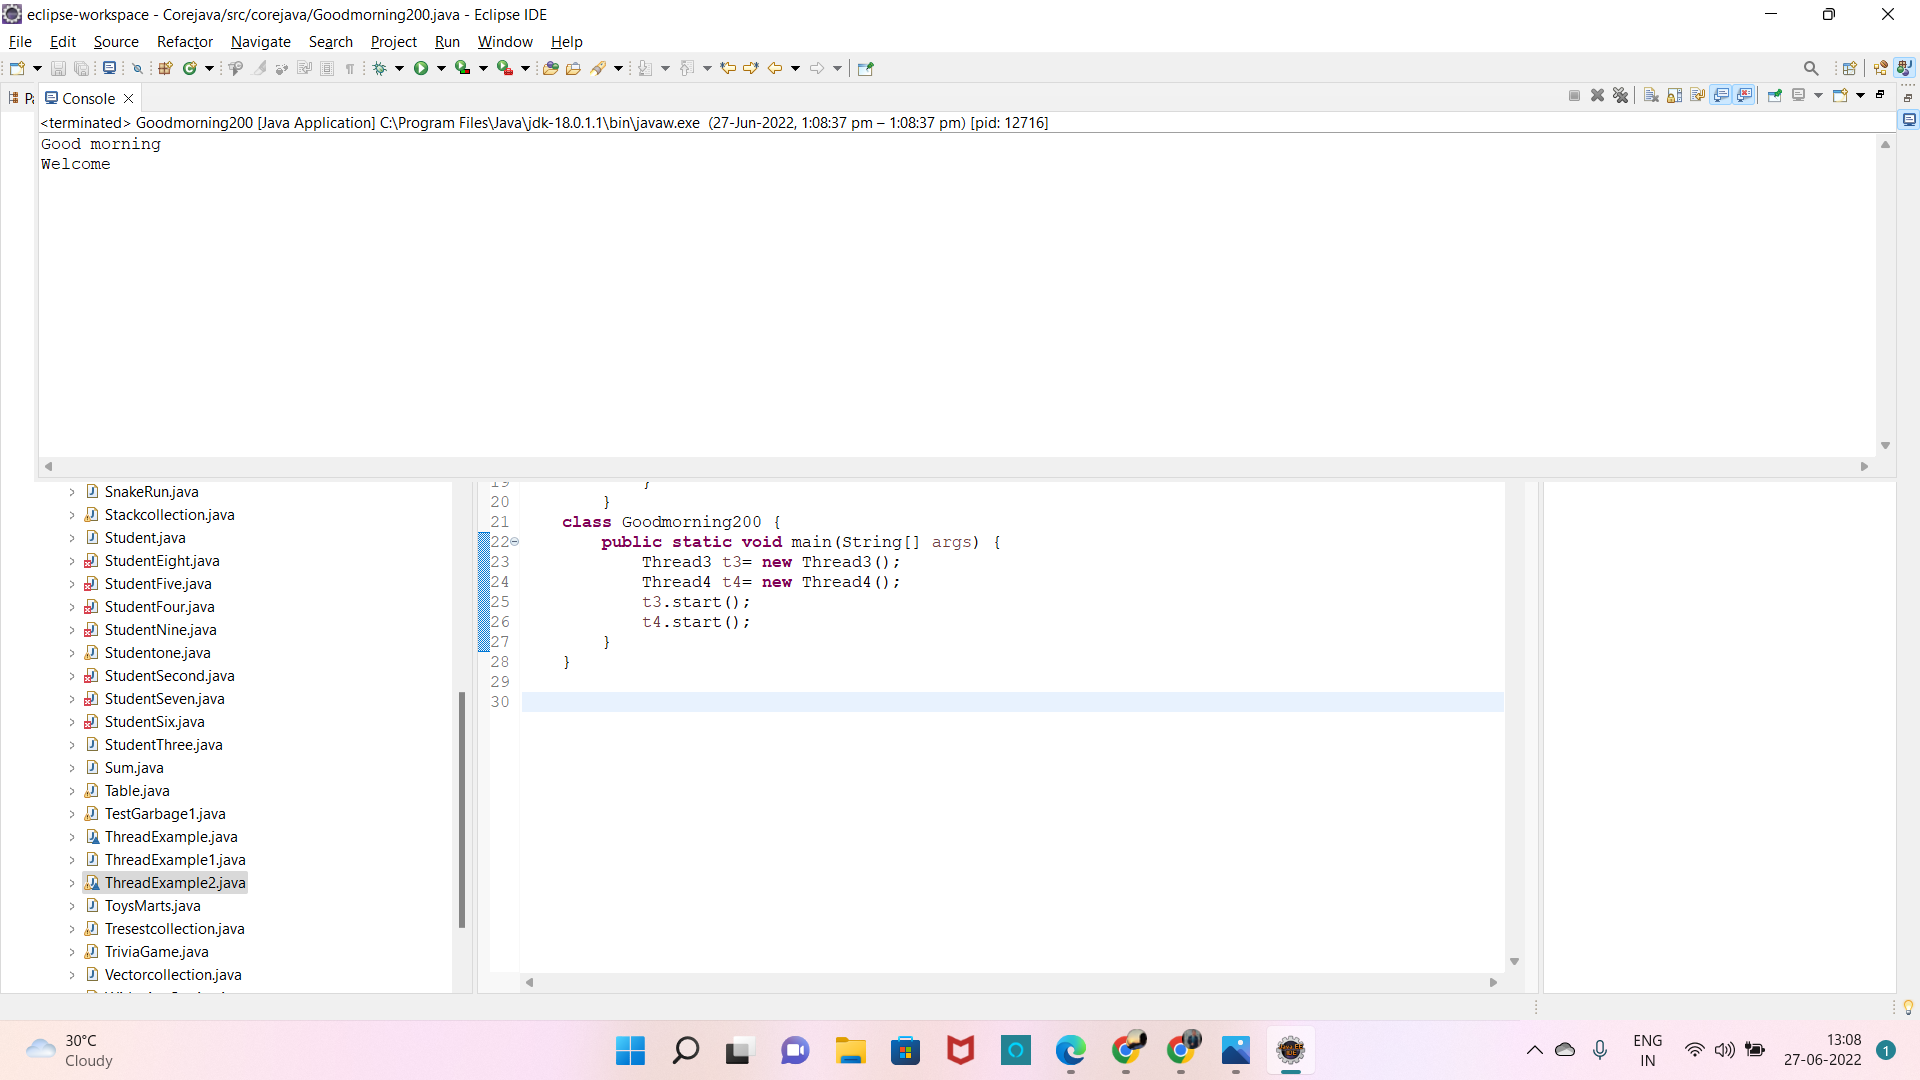 eclipse-workspace - Corejava/src/corejava/Goodmorning200.java - Eclipse IDE
File Edit Source Refactor Navigate Search Project Run Window Help
Console
<terminated> Goodmorning200 [Java Application] C:\Program Files\Java\jdk-18.0.1.1\bin\javaw.exe (27-Jun-2022, 1:08:37 pm – 1:08:37 pm) [pid: 12716]
Good morning
Welcome
SnakeRun.java
Stackcollection.java
Student.java
StudentEight.java
StudentFive.java
StudentFour.java
StudentNine.java
Studentone.java
StudentSecond.java
StudentSeven.java
StudentSix.java
StudentThree.java
Sum.java
Table.java
TestGarbage1.java
ThreadExample.java
ThreadExample1.java
ThreadExample2.java
ToysMarts.java
Tresestcollection.java
TriviaGame.java
Vectorcollection.java
19 }
20 }
21 class Goodmorning200 {
22 public static void main(String[] args) {
23 Thread3 t3= new Thread3();
24 Thread4 t4= new Thread4();
25 t3.start();
26 t4.start();
27 }
28 }
29
30
30°C
Cloudy
ENG
IN
13:08
27-06-2022
1